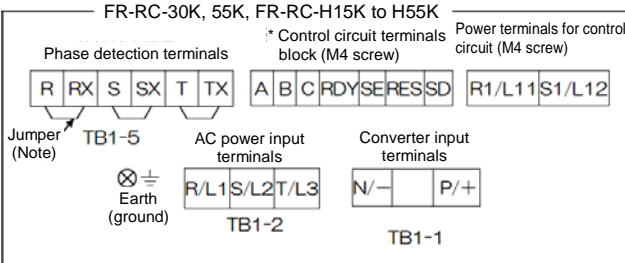 FR-RC-30K, 55K, FR-RC-H15K to H55K
Phase detection terminals
* Control circuit terminals
block (M4 screw)
Power terminals for control
circuit (M4 screw)
R RX S SX T TX
A B C RDY SE RES SD
R1/L11 S1/L12
Jumper
(Note)
TB1-5
AC power input
terminals
Converter input
terminals
Earth
(ground)
R/L1 S/L2 T/L3
N/− P/+
TB1-2
TB1-1